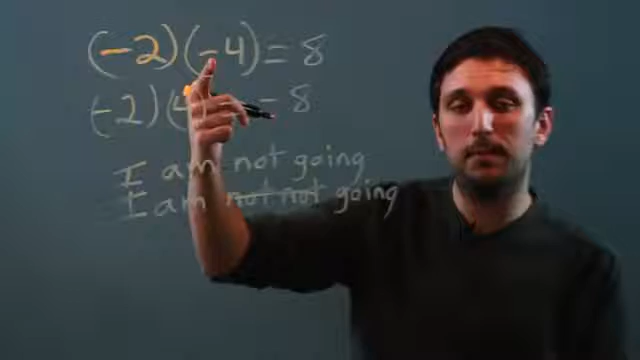 (-2)(-4) = 8
(-2)(4 = 8
I am not going
I am not not going